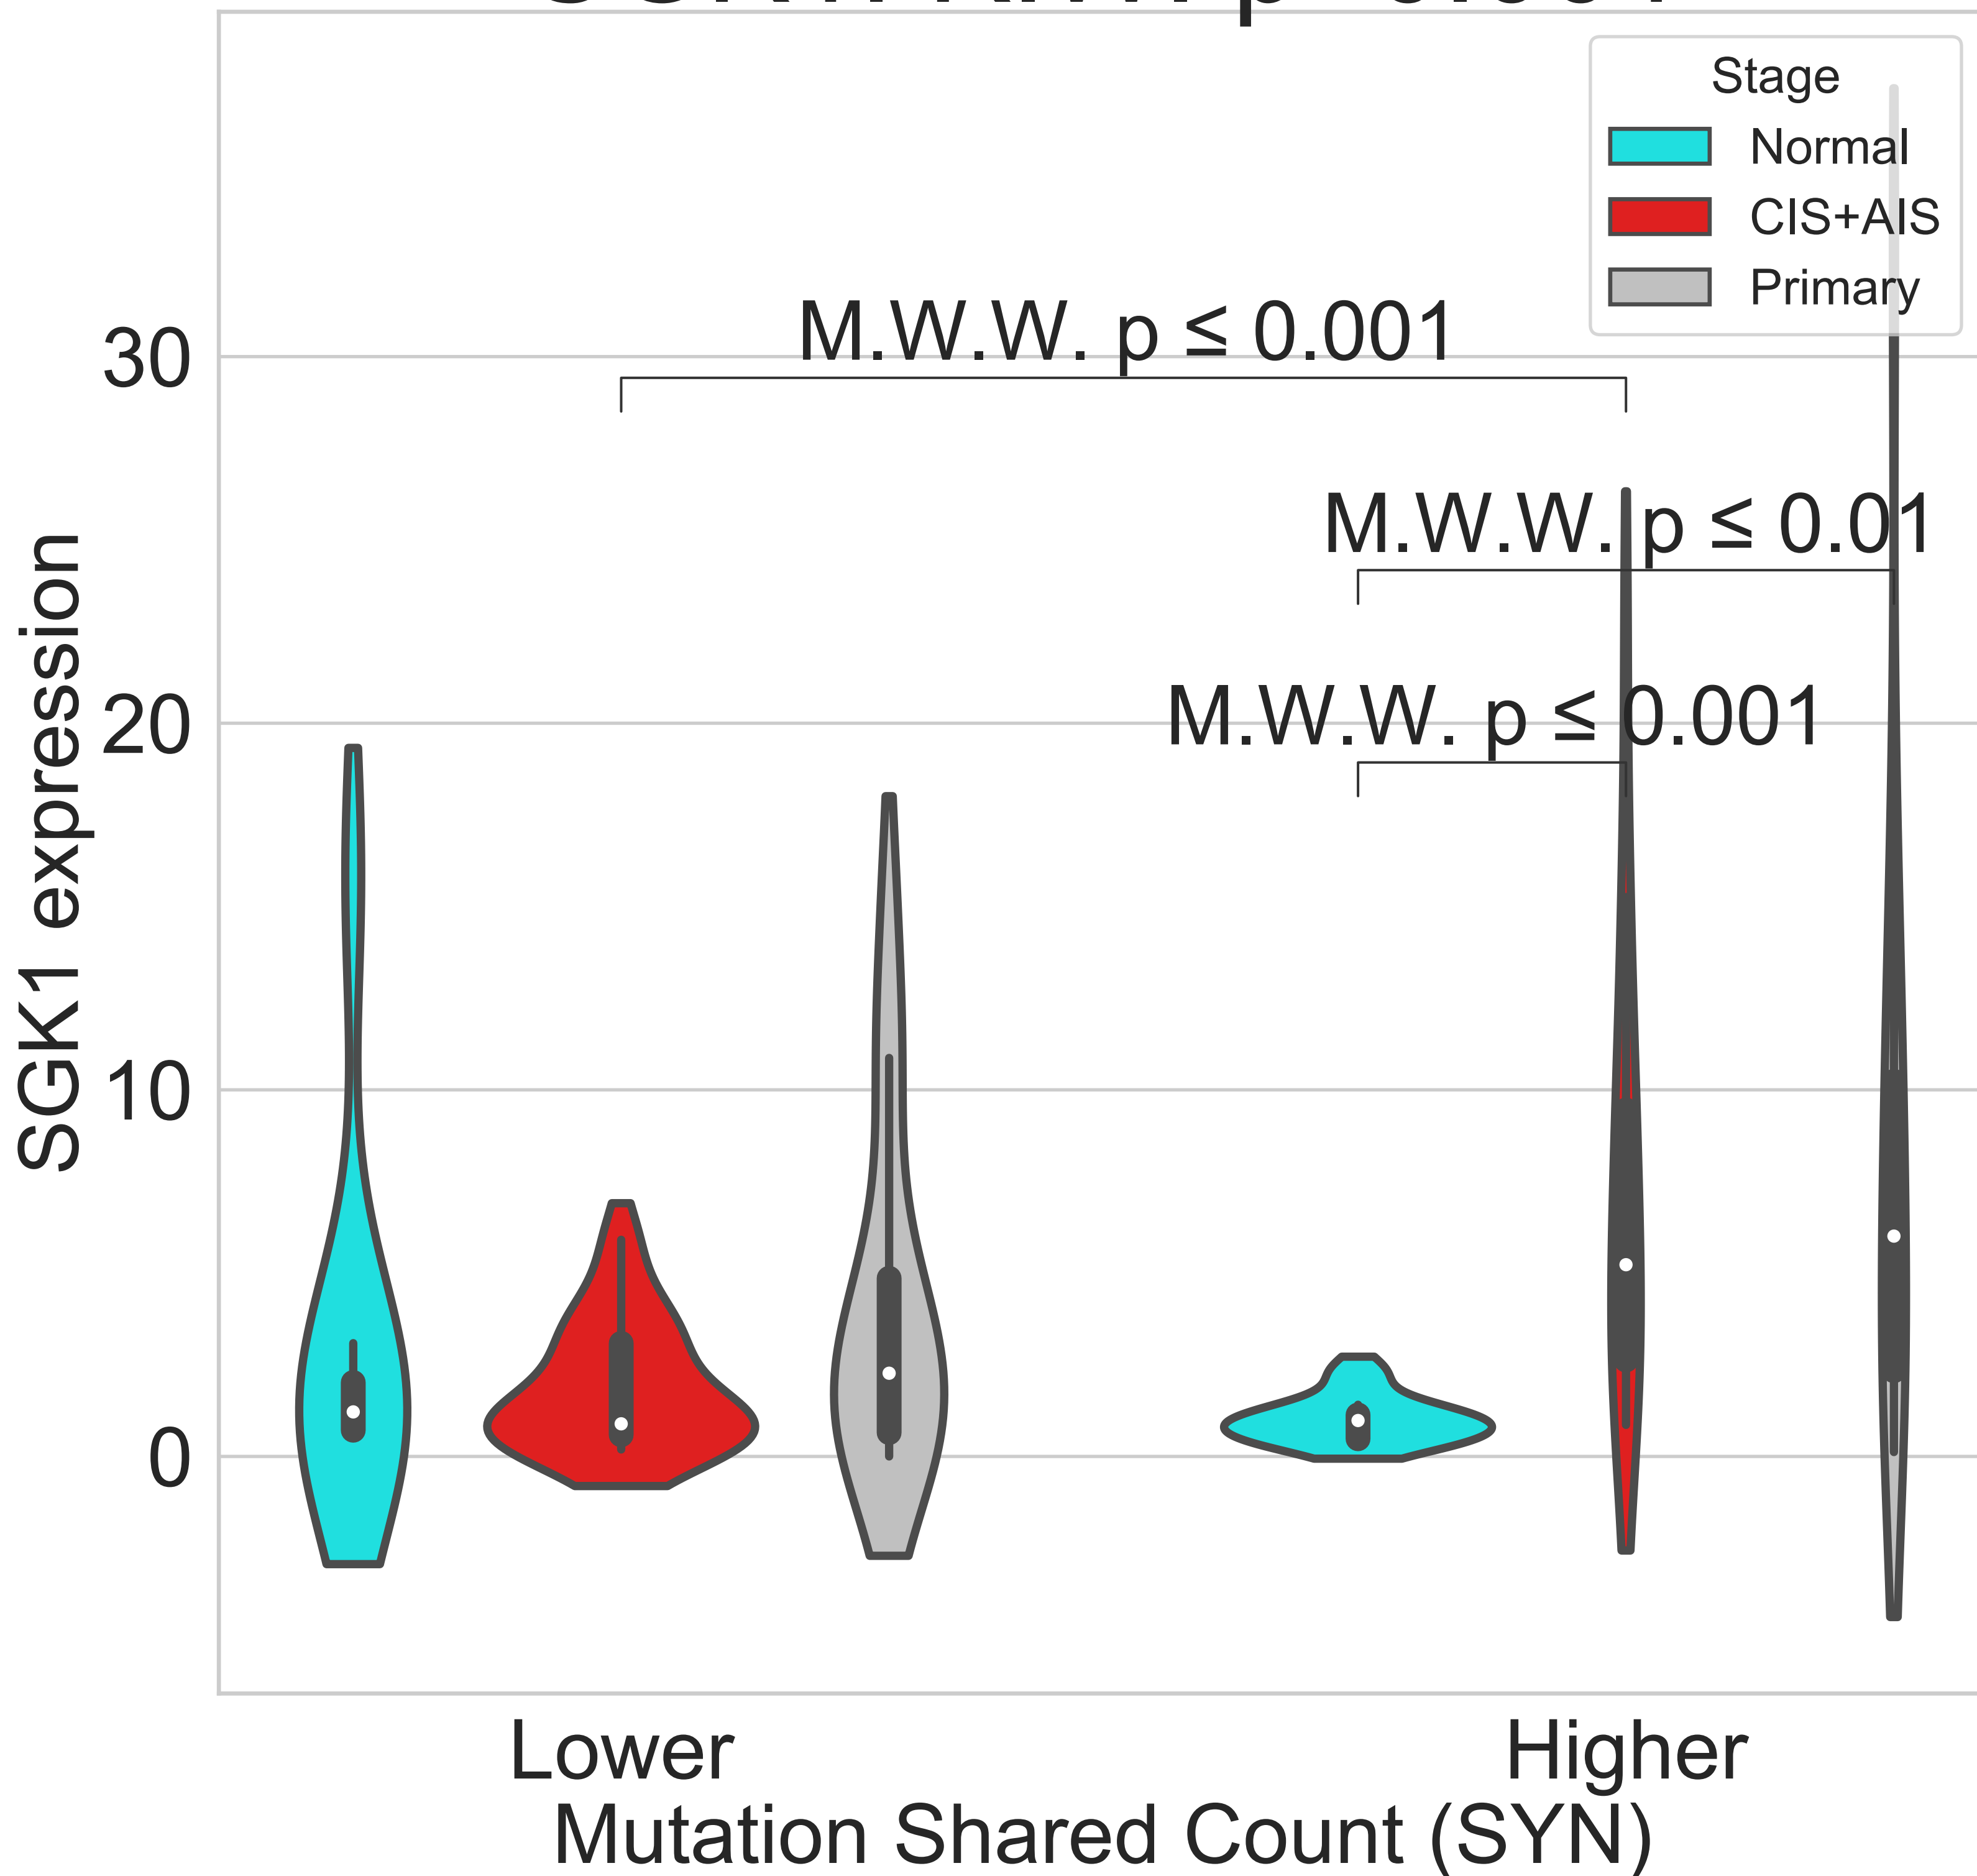 Stage
Normal
CIS+AIS
Primary
M.W.W. p ≤ 0.001
M.W.W. p ≤ 0.01
M.W.W. p ≤ 0.001
30
20
10
0
SGK1 expression
Lower
Higher
Mutation Shared Count (SYN)